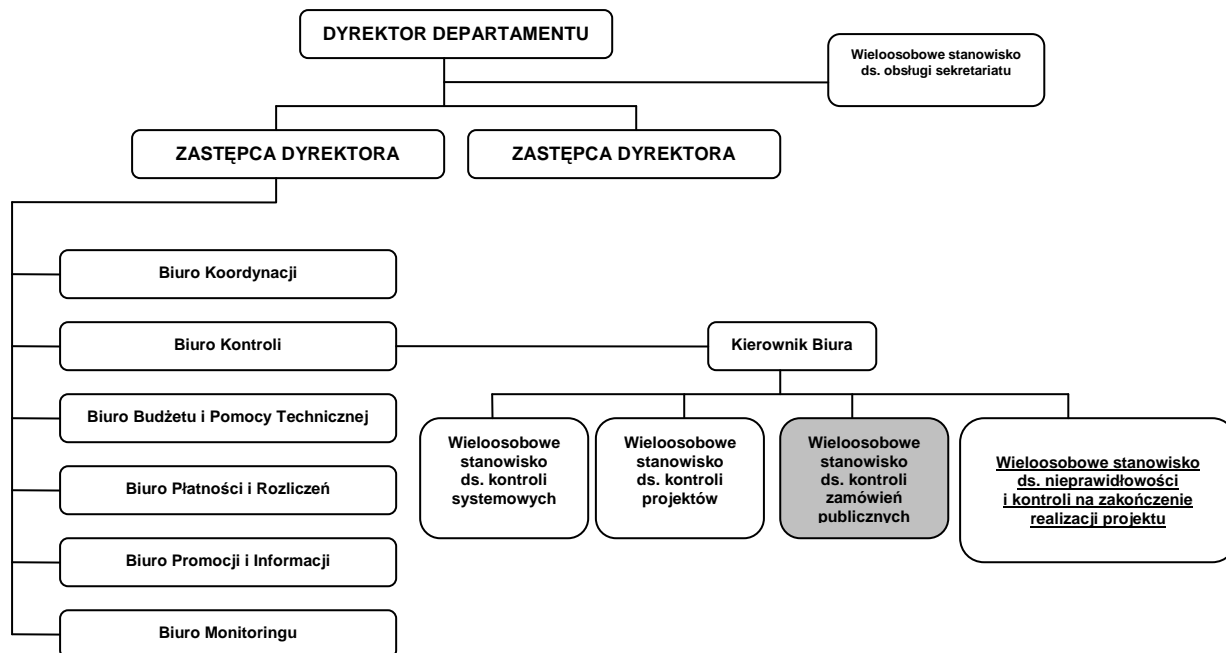 DYREKTOR DEPARTAMENTU
Wieloosobowe stanowisko
ds. obsługi sekretariatu
ZASTĘPCA DYREKTORA
ZASTĘPCA DYREKTORA
Biuro Koordynacji
Biuro Kontroli
Kierownik Biura
Biuro Budżetu i Pomocy Technicznej
Biuro Płatności i Rozliczeń
Biuro Promocji i Informacji
Biuro Monitoringu
Wieloosobowe
stanowisko
ds. kontroli
systemowych
Wieloosobowe
stanowisko
ds. kontroli
projektów
Wieloosobowe
stanowisko
ds. kontroli
zamówień
publicznych
Wieloosobowe stanowisko
ds. nieprawidłowości
i kontroli na zakończenie
realizacji projektu